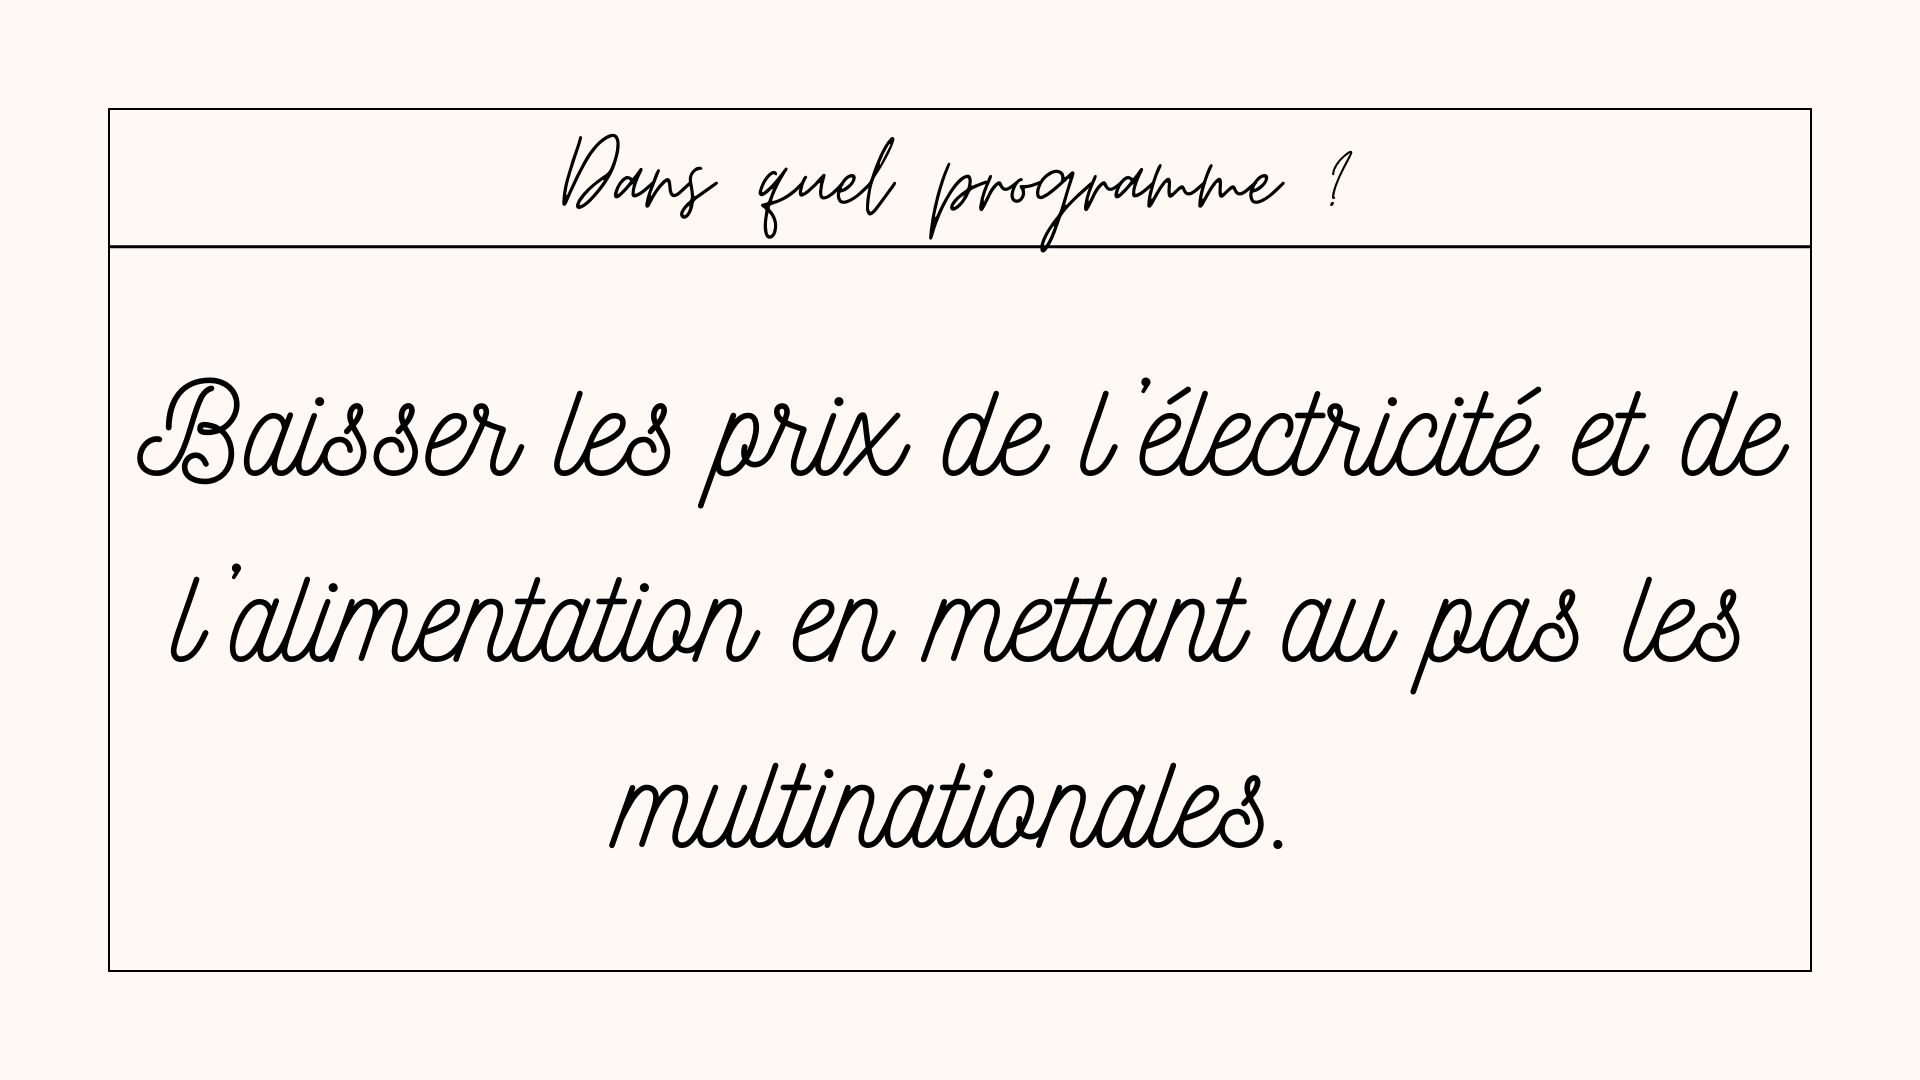 Dans quel programme ?
Baisser les prix de l'électricité et de
l'alimentation en mettant au pas les
multinationales.